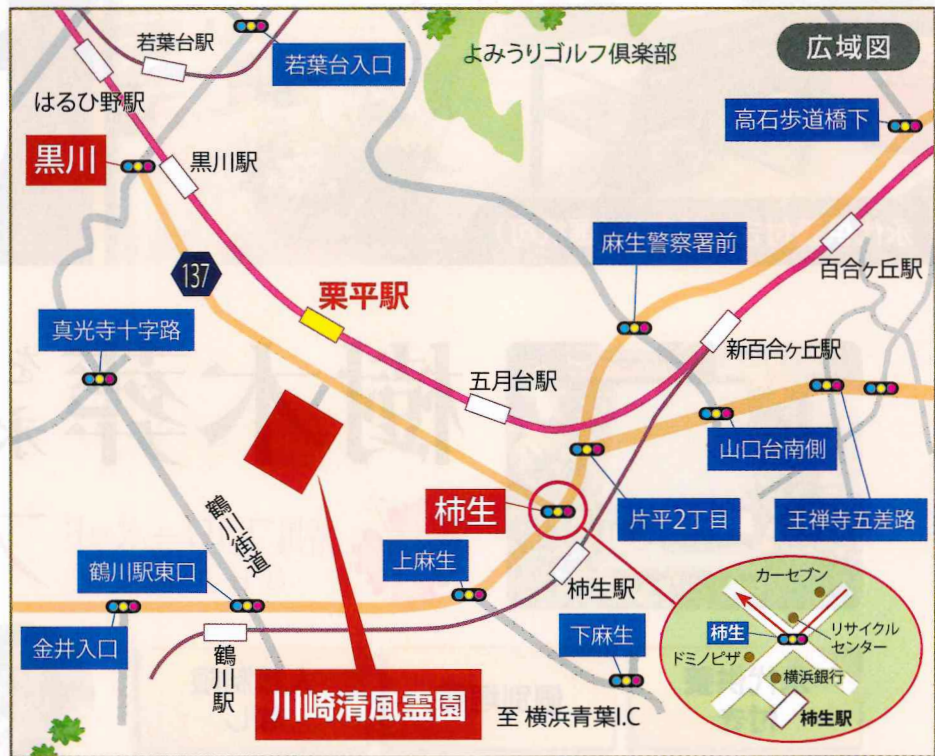 広域図
若葉台駅
若葉台入口
よみうりゴルフ倶楽部
はるひ野駅
高石歩道橋下
黒川
黒川駅
麻生警察署前
百合ヶ丘駅
137
栗平駅
真光寺十字路
新百合ヶ丘駅
五月台駅
山口台南側
柿生
片平2丁目
王禅寺五差路
鶴川街道
上麻生
柿生駅
鶴川駅東口
金井入口
下麻生
鶴川駅
川崎清風霊園
至 横浜青葉I.C
カーセブン
柿生
リサイクル
センター
ドミノピザ
横浜銀行
柿生駅